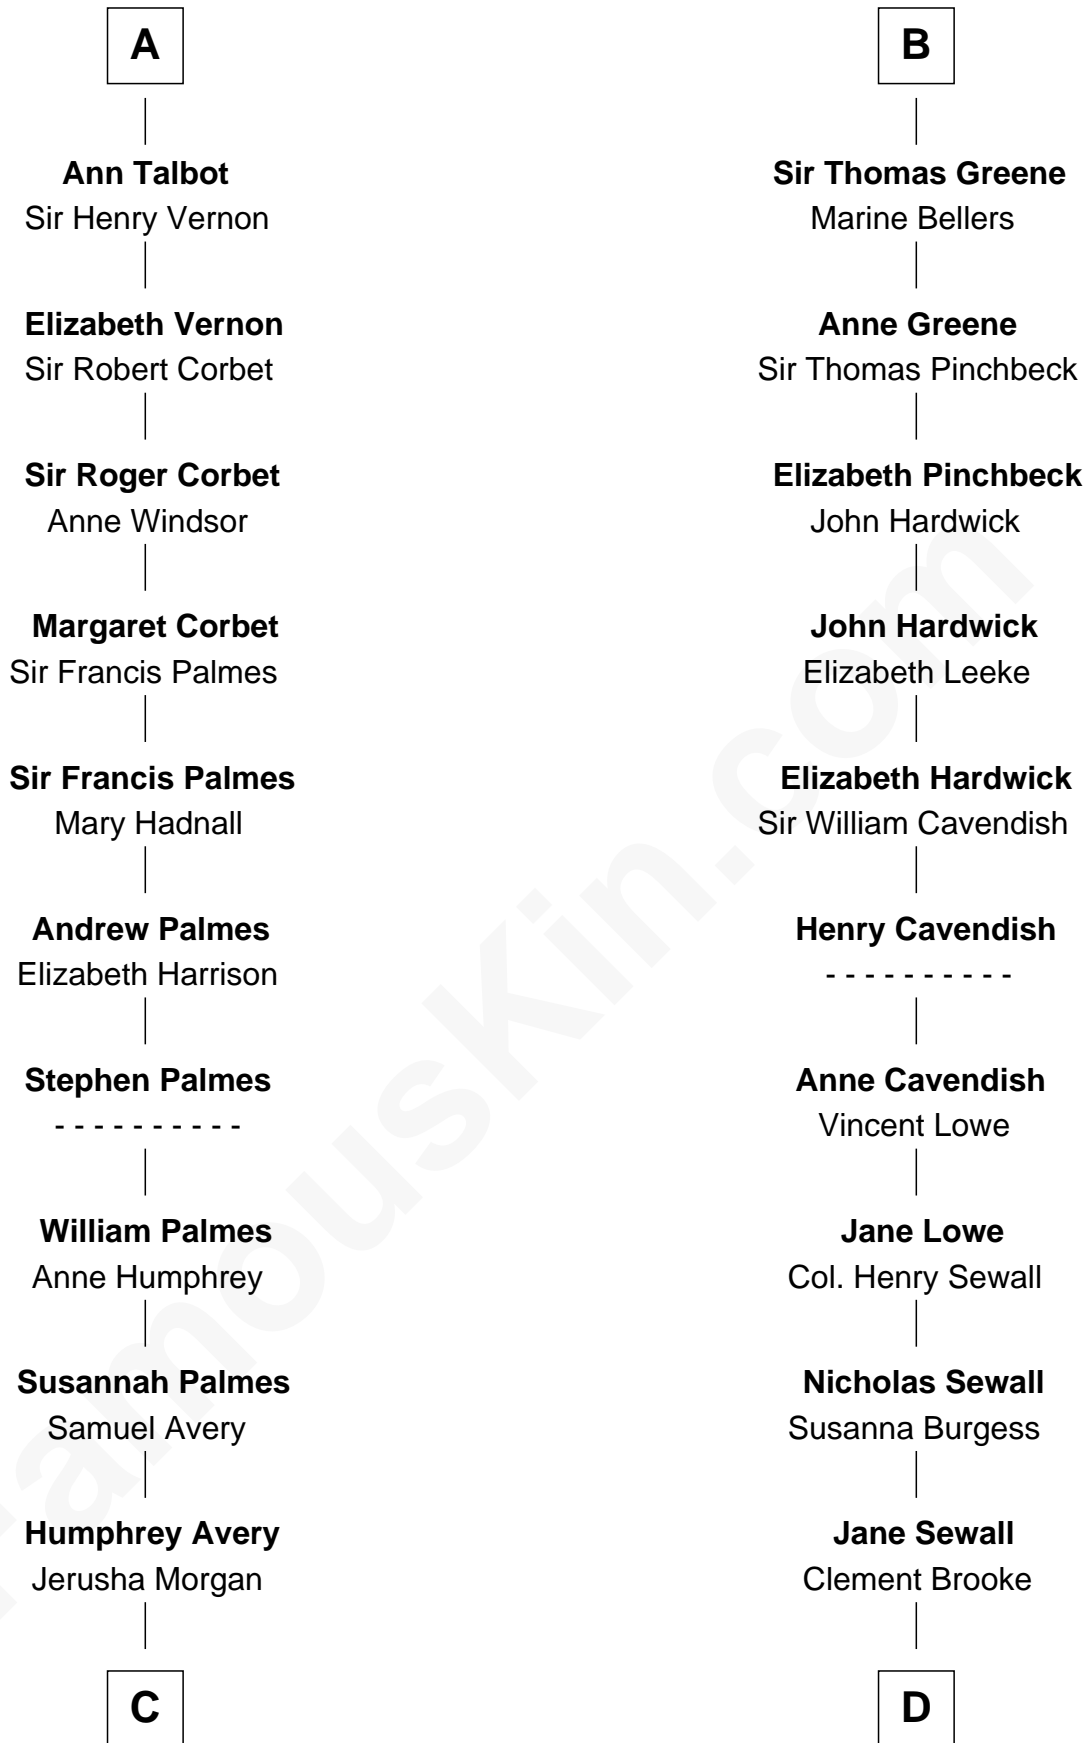 A
Ann Talbot
Sir Henry Vernon
Elizabeth Vernon
Sir Robert Corbet
Sir Roger Corbet
Anne Windsor
Margaret Corbet
Sir Francis Palmes
Sir Francis Palmes
Mary Hadnall
Andrew Palmes
Elizabeth Harrison
Stephen Palmes
- - - - - - - - - -
William Palmes
Anne Humphrey
Susannah Palmes
Samuel Avery
Humphrey Avery
Jerusha Morgan
C
B
Sir Thomas Greene
Marine Bellers
Anne Greene
Sir Thomas Pinchbeck
Elizabeth Pinchbeck
John Hardwick
John Hardwick
Elizabeth Leeke
Elizabeth Hardwick
Sir William Cavendish
Henry Cavendish
- - - - - - - - - -
Anne Cavendish
Vincent Lowe
Jane Lowe
Col. Henry Sewall
Nicholas Sewall
Susanna Burgess
Jane Sewall
Clement Brooke
D
FamousKin.com